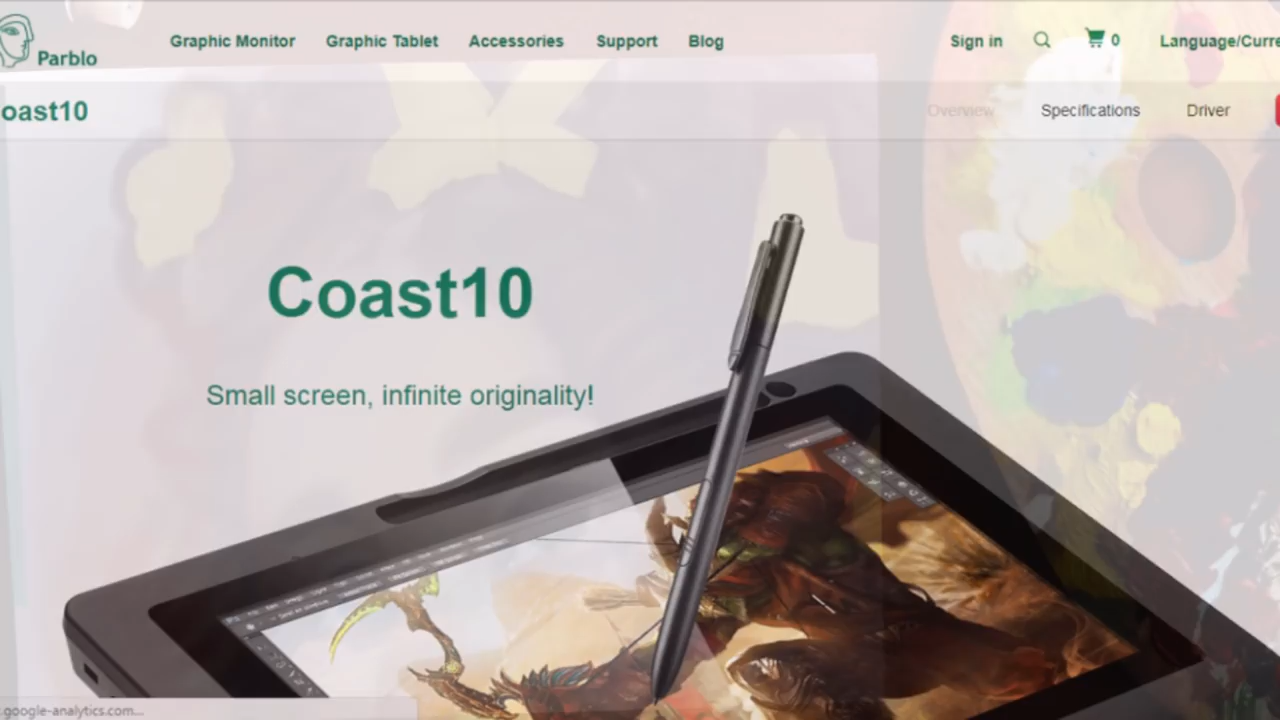 Parblo
Graphic Monitor Graphic Tablet Accessories Support Blog
Sign in 0 Language/Curre
oast10
Overview Specifications Driver
Coast10
Small screen, infinite originality!
google-analytics.com...